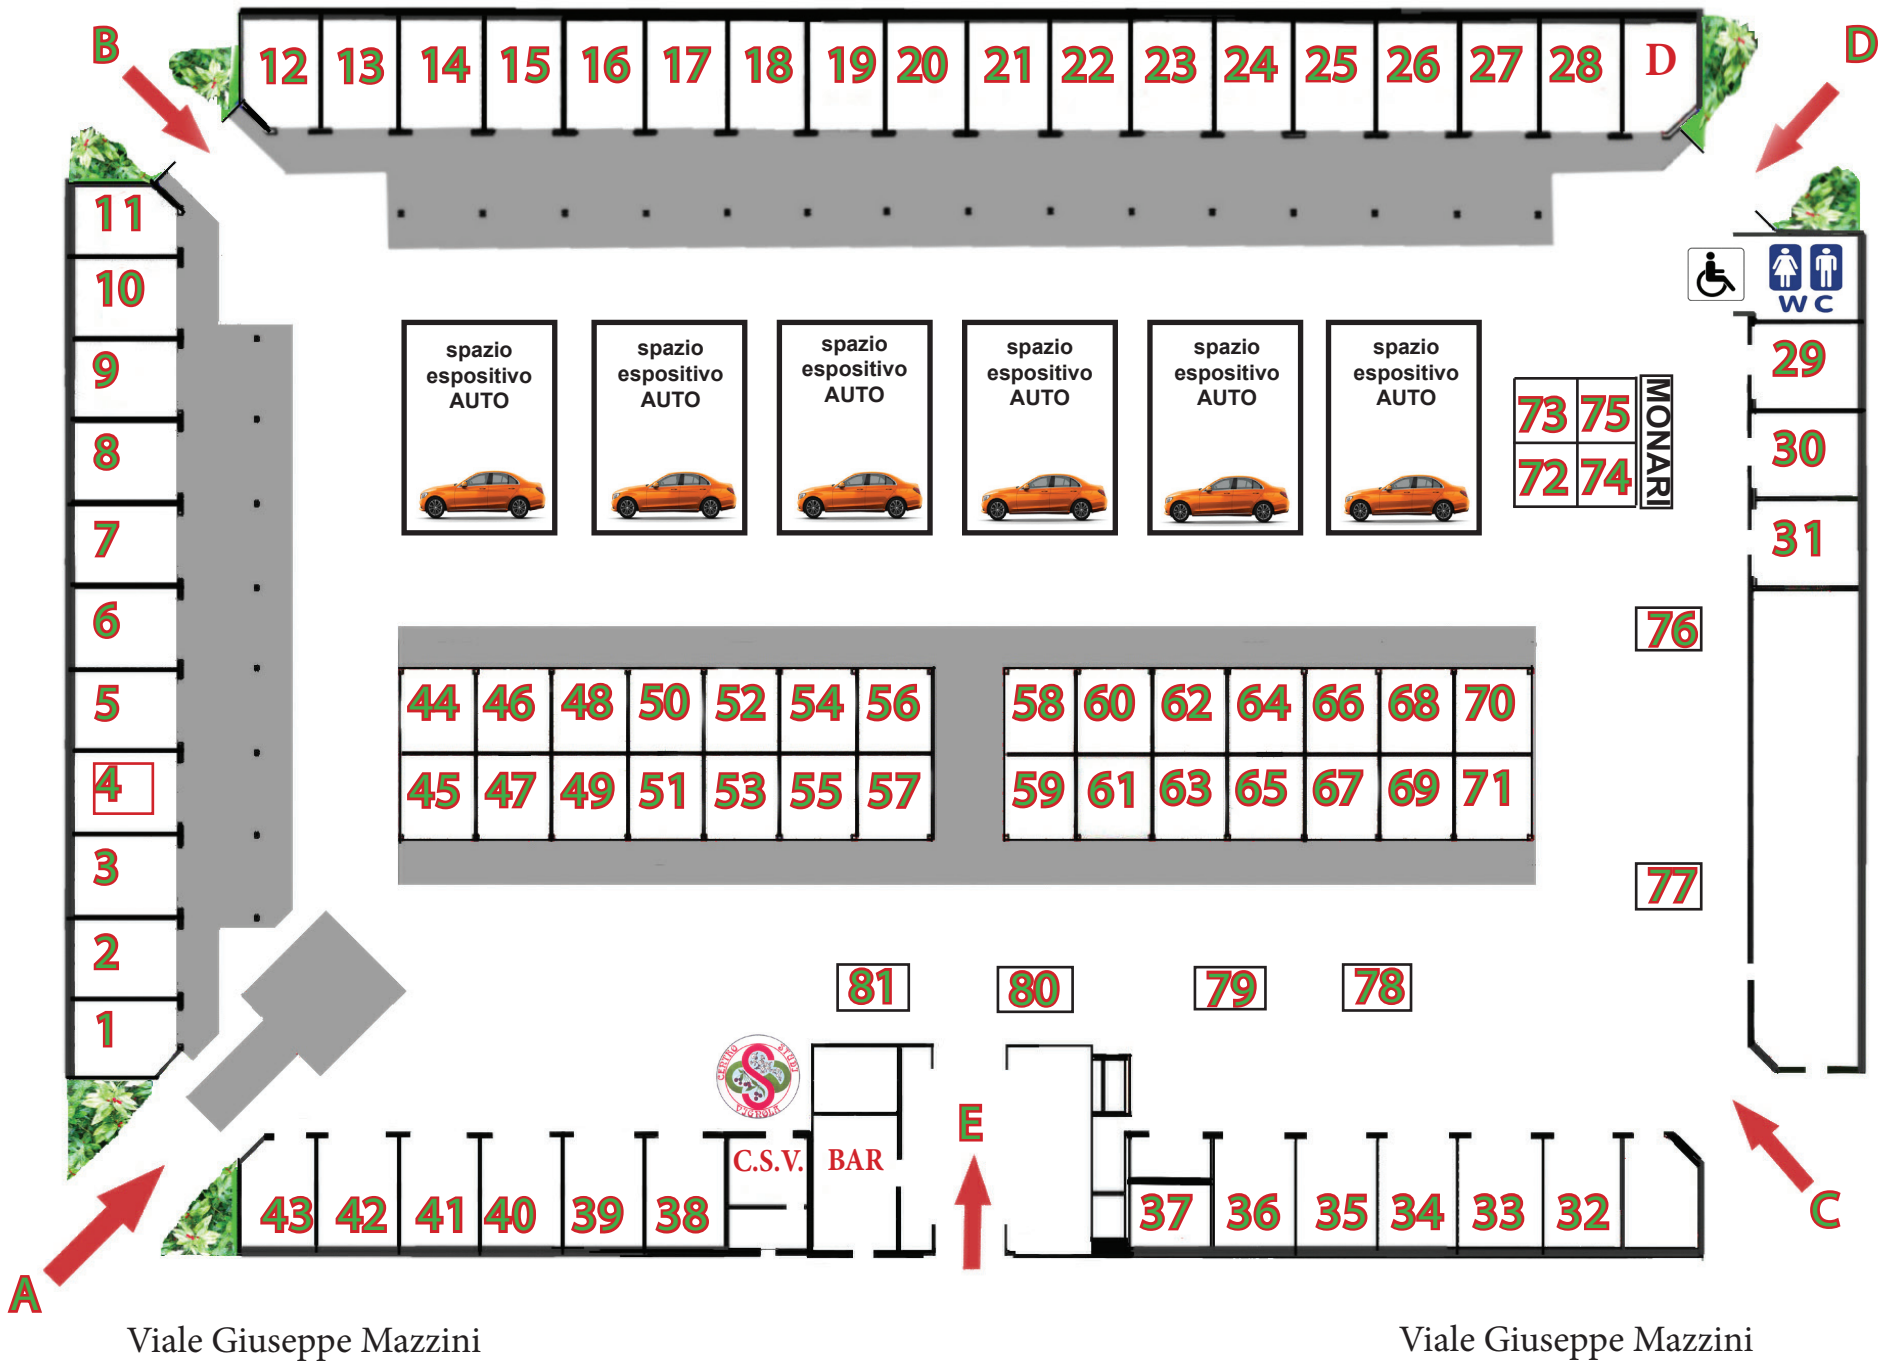 B
12 13 14 15 16 17 18 19 20 21 22 23 24 25 26 27 28 D
D
11
10
9
8
7
6
5
4
3
2
1
spazio
espositivo
AUTO
spazio
espositivo
AUTO
spazio
espositivo
AUTO
spazio
espositivo
AUTO
spazio
espositivo
AUTO
spazio
espositivo
AUTO
73 75
72 74
MONARI
WC
29
30
31
76
77
44 46 48 50 52 54 56
45 47 49 51 53 55 57
58 60 62 64 66 68 70
59 61 63 65 67 69 71
81 80 79 78
CENTRO STUDI
VIGNOLA
C.S.V.
BAR
E
43 42 41 40 39 38
37 36 35 34 33 32
C
A
Viale Giuseppe Mazzini
Viale Giuseppe Mazzini